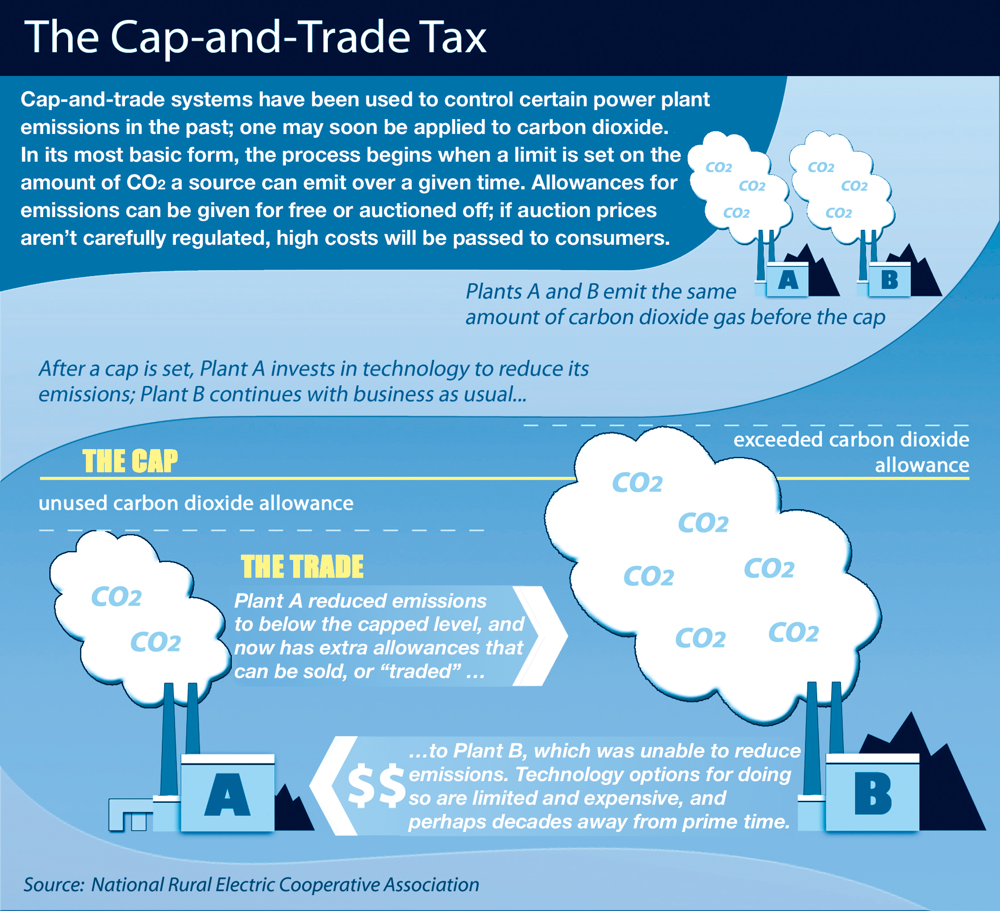 The Cap-and-Trade Tax
Cap-and-trade systems have been used to control certain power plant
emissions in the past; one may soon be applied to carbon dioxide.
In its most basic form, the process begins when a limit is set on the
amount of CO2 a source can emit over a given time. Allowances for
emissions can be given for free or auctioned off; if auction prices
aren’t carefully regulated, high costs will be passed to consumers.
CO2
CO2
CO2
CO2
CO2
CO2
A
B
Plants A and B emit the same
amount of carbon dioxide gas before the cap
After a cap is set, Plant A invests in technology to reduce its
emissions; Plant B continues with business as usual...
exceeded carbon dioxide
allowance
THE CAP
unused carbon dioxide allowance
CO2
CO2
CO2
CO2
CO2
CO2
THE TRADE
Plant A reduced emissions
to below the capped level, and
now has extra allowances that
can be sold, or “traded” ...
CO2
CO2
$$
...to Plant B, which was unable to reduce
emissions. Technology options for doing
so are limited and expensive, and
perhaps decades away from prime time.
A
B
Source: National Rural Electric Cooperative Association